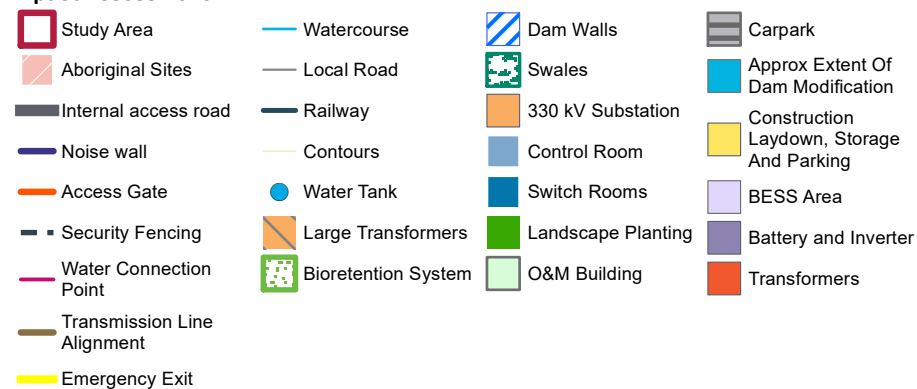 Study Area
Aboriginal Sites
Internal access road
Noise wall
Access Gate
Security Fencing
Water Connection
Point
Transmission Line
Alignment
Emergency Exit
Watercourse
Local Road
Railway
Contours
Water Tank
Large Transformers
Bioretention System
Dam Walls
Swales
330 kV Substation
Control Room
Switch Rooms
Landscape Planting
O&M Building
Carpark
Approx Extent Of
Dam Modification
Construction
Laydown, Storage
And Parking
BESS Area
Battery and Inverter
Transformers